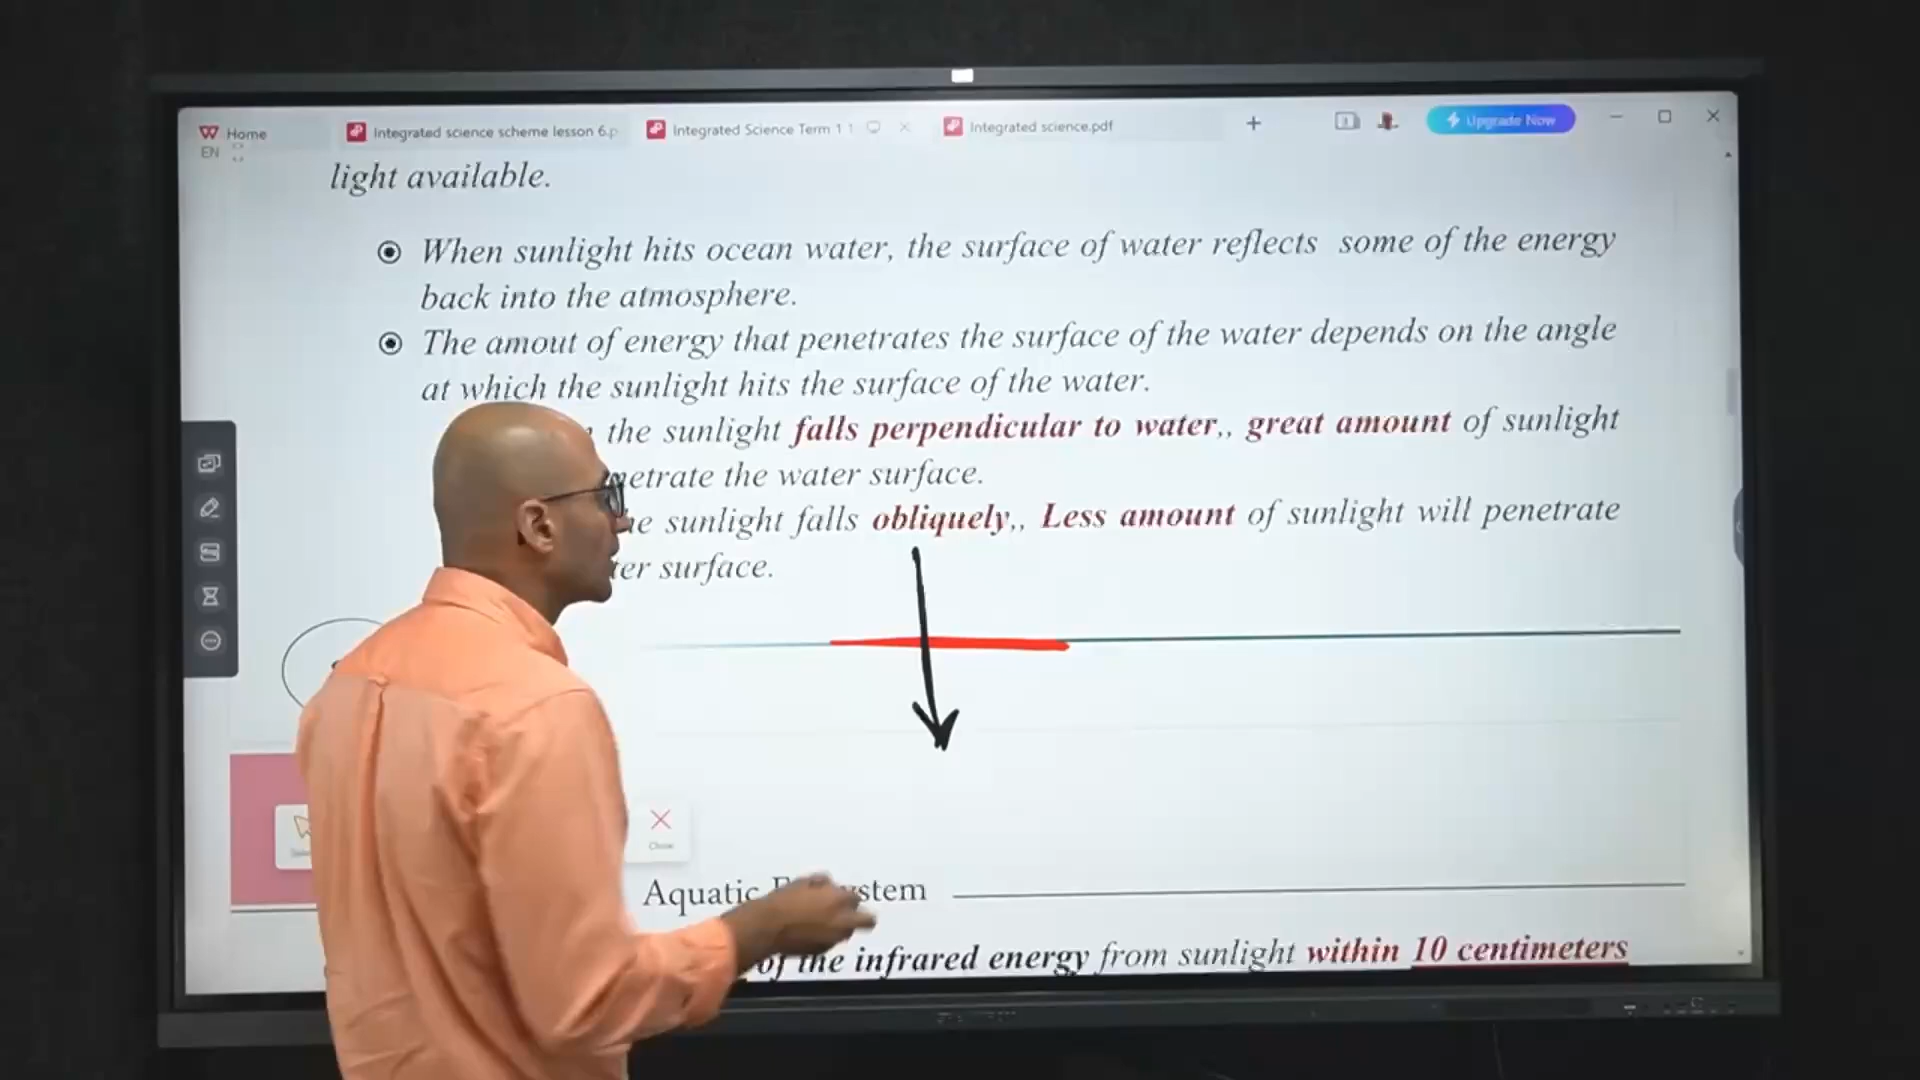 Home
EN
Integrated science scheme lesson 6.p
Integrated Science Term 1 1
Integrated science.pdf
Upgrade Now
light available.
When sunlight hits ocean water, the surface of water reflects some of the energy
back into the atmosphere.
The amout of energy that penetrates the surface of the water depends on the angle
at which the sunlight hits the surface of the water.
the sunlight falls perpendicular to water,, great amount of sunlight
etrate the water surface.
he sunlight falls obliquely,, Less amount of sunlight will penetrate
ter surface.
Close
Aquatic stem
of the infrared energy from sunlight within 10 centimeters